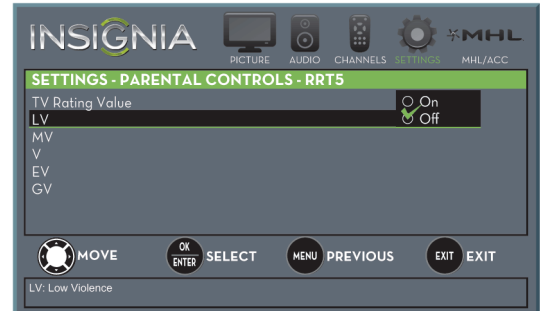 INSIGNIA
PICTURE AUDIO CHANNELS SETTINGS MHL MHL/ACC
SETTINGS - PARENTAL CONTROLS - RRT5
TV Rating Value On
LV Off
MV
V
EV
GV
MOVE OK ENTER SELECT MENU PREVIOUS EXIT EXIT
LV: Low Violence